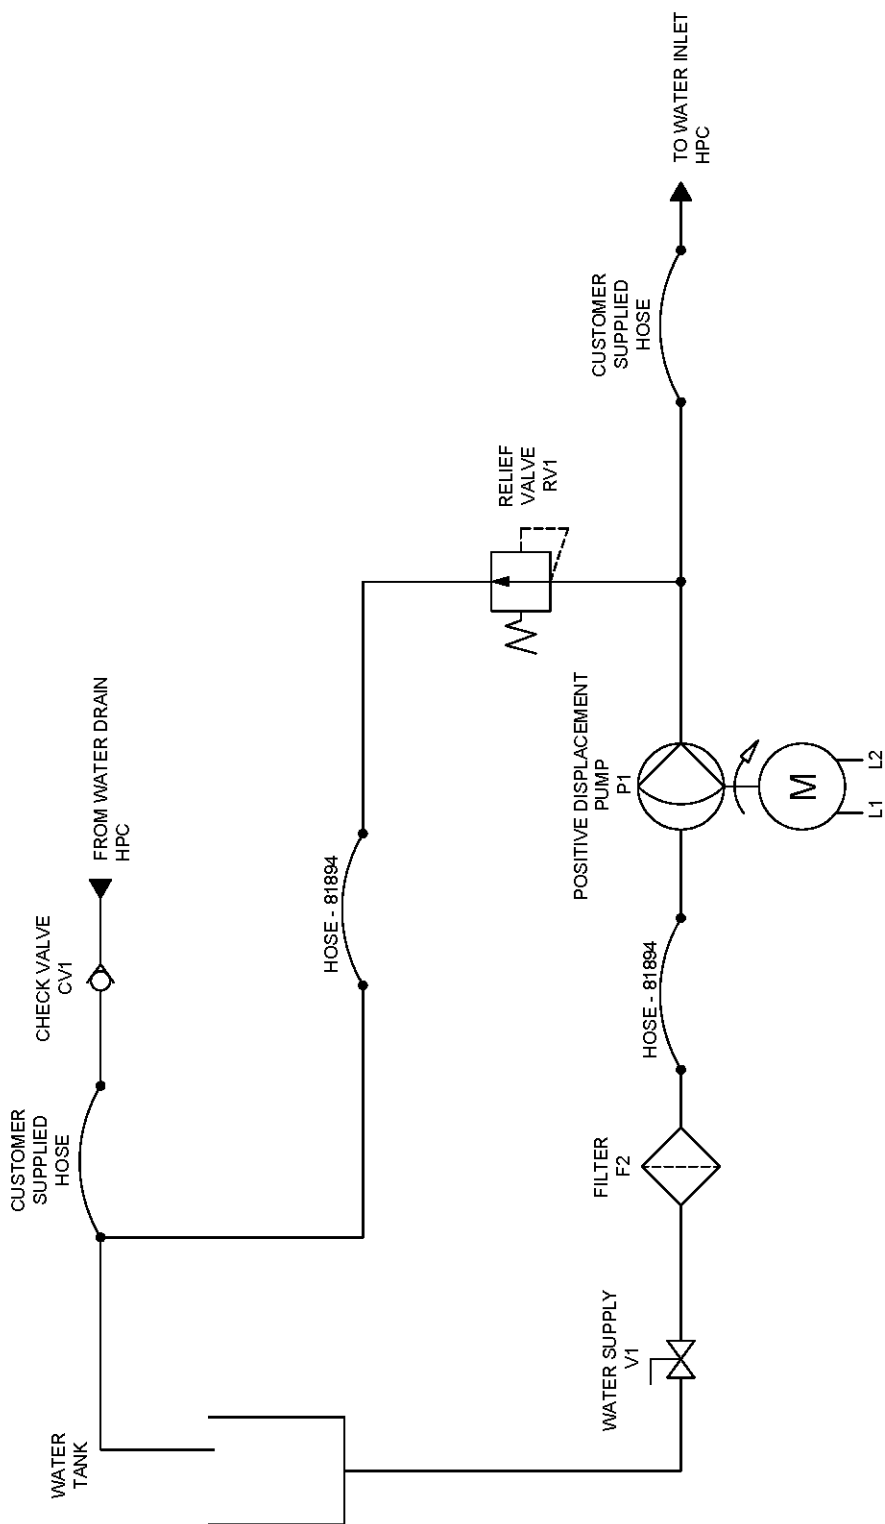 WATER
TANK
CUSTOMER
SUPPLIED
HOSE
CHECK VALVE
CV1
FROM WATER DRAIN
HPC
HOSE - 81894
RELIEF
VALVE
RV1
WATER SUPPLY
V1
FILTER
F2
HOSE - 81894
POSITIVE DISPLACEMENT
PUMP
P1
M
L1
L2
CUSTOMER
SUPPLIED
HOSE
TO WATER INLET
HPC